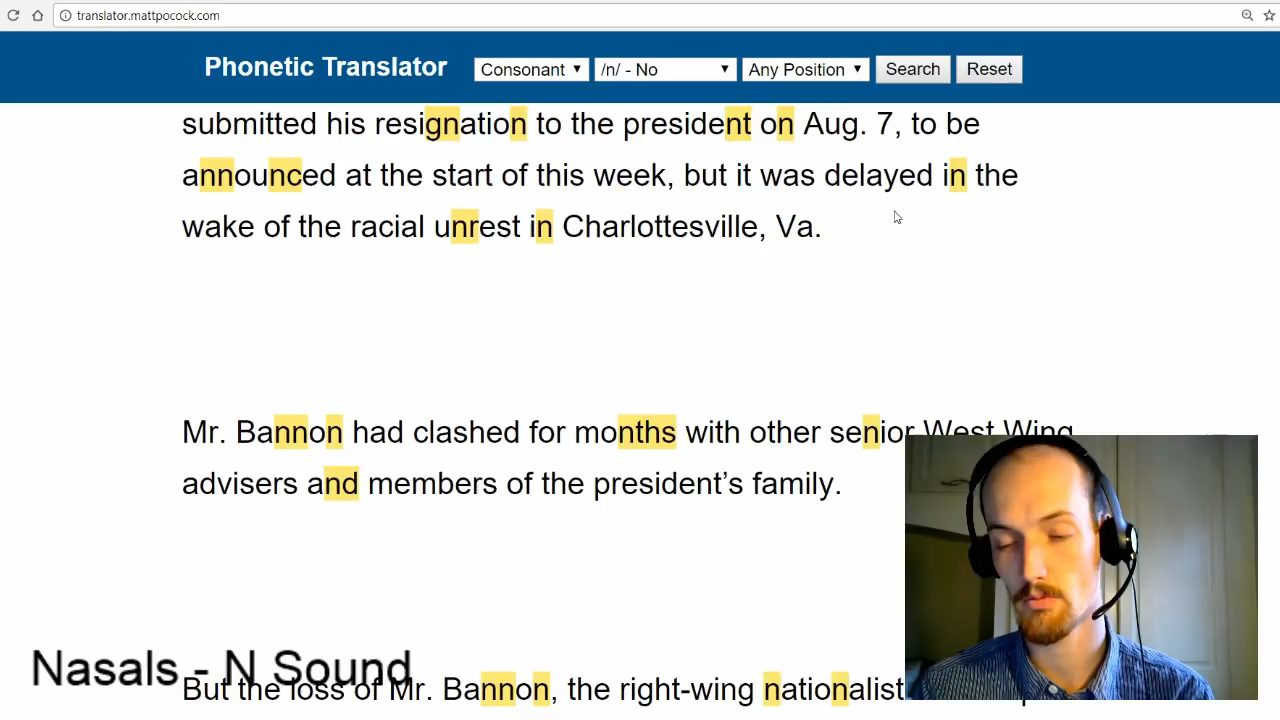 translator.mattpocock.com
Phonetic Translator Consonant /n/ - No Any Position Search Reset
submitted his resignation to the president on Aug. 7, to be
announced at the start of this week, but it was delayed in the
wake of the racial unrest in Charlottesville, Va.
Mr. Bannon had clashed for months with other senior West Wing
advisers and members of the president’s family.
Nasals - N Sound
But the loss of Mr. Bannon, the right-wing nationalist